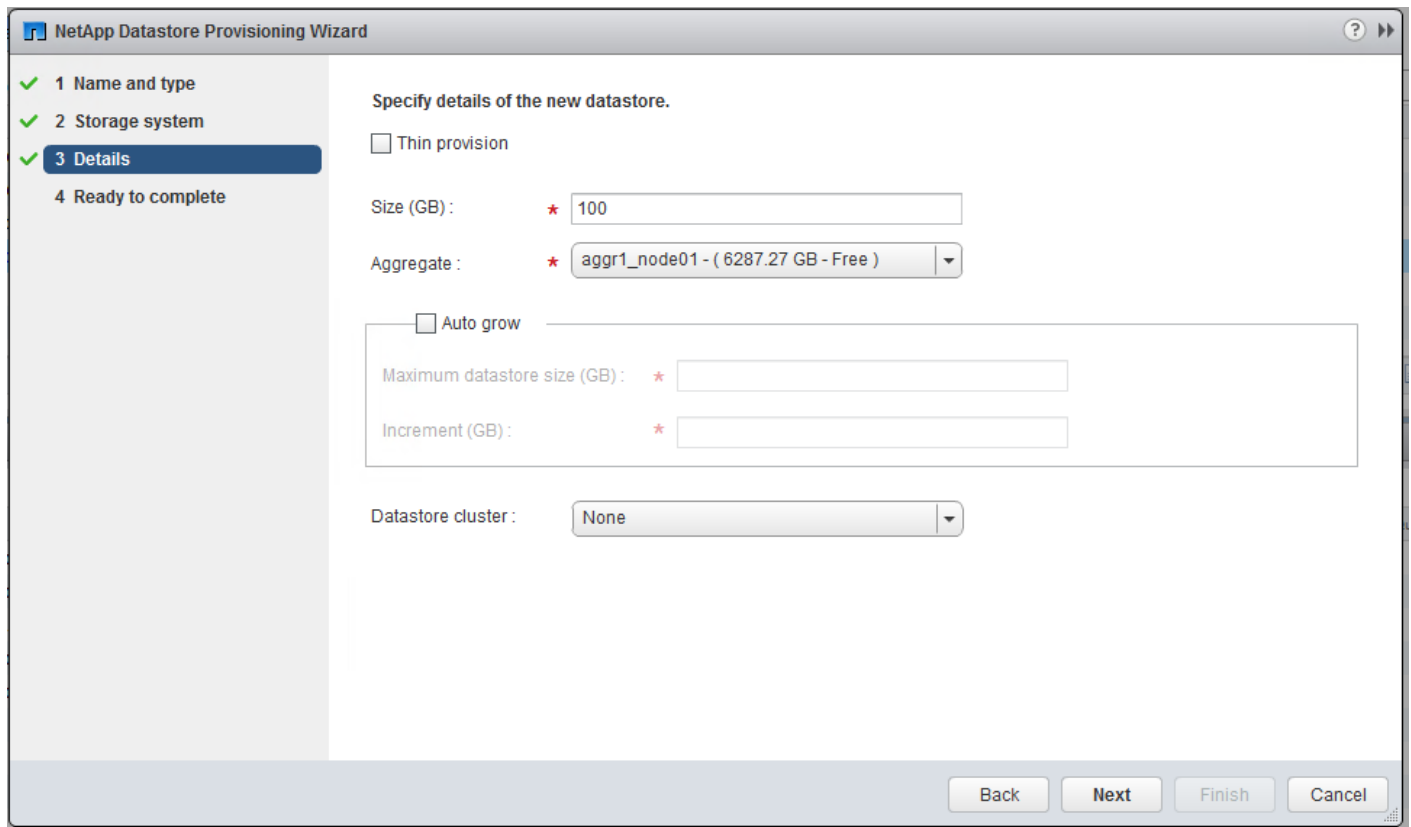 NetApp Datastore Provisioning Wizard
?
1 Name and type
2 Storage system
3 Details
4 Ready to complete
Specify details of the new datastore.
Thin provision
Size (GB) : * 100
Aggregate : * aggr1_node01 - ( 6287.27 GB - Free )
Auto grow
Maximum datastore size (GB) : *
Increment (GB) : *
Datastore cluster : None
Back Next Finish Cancel